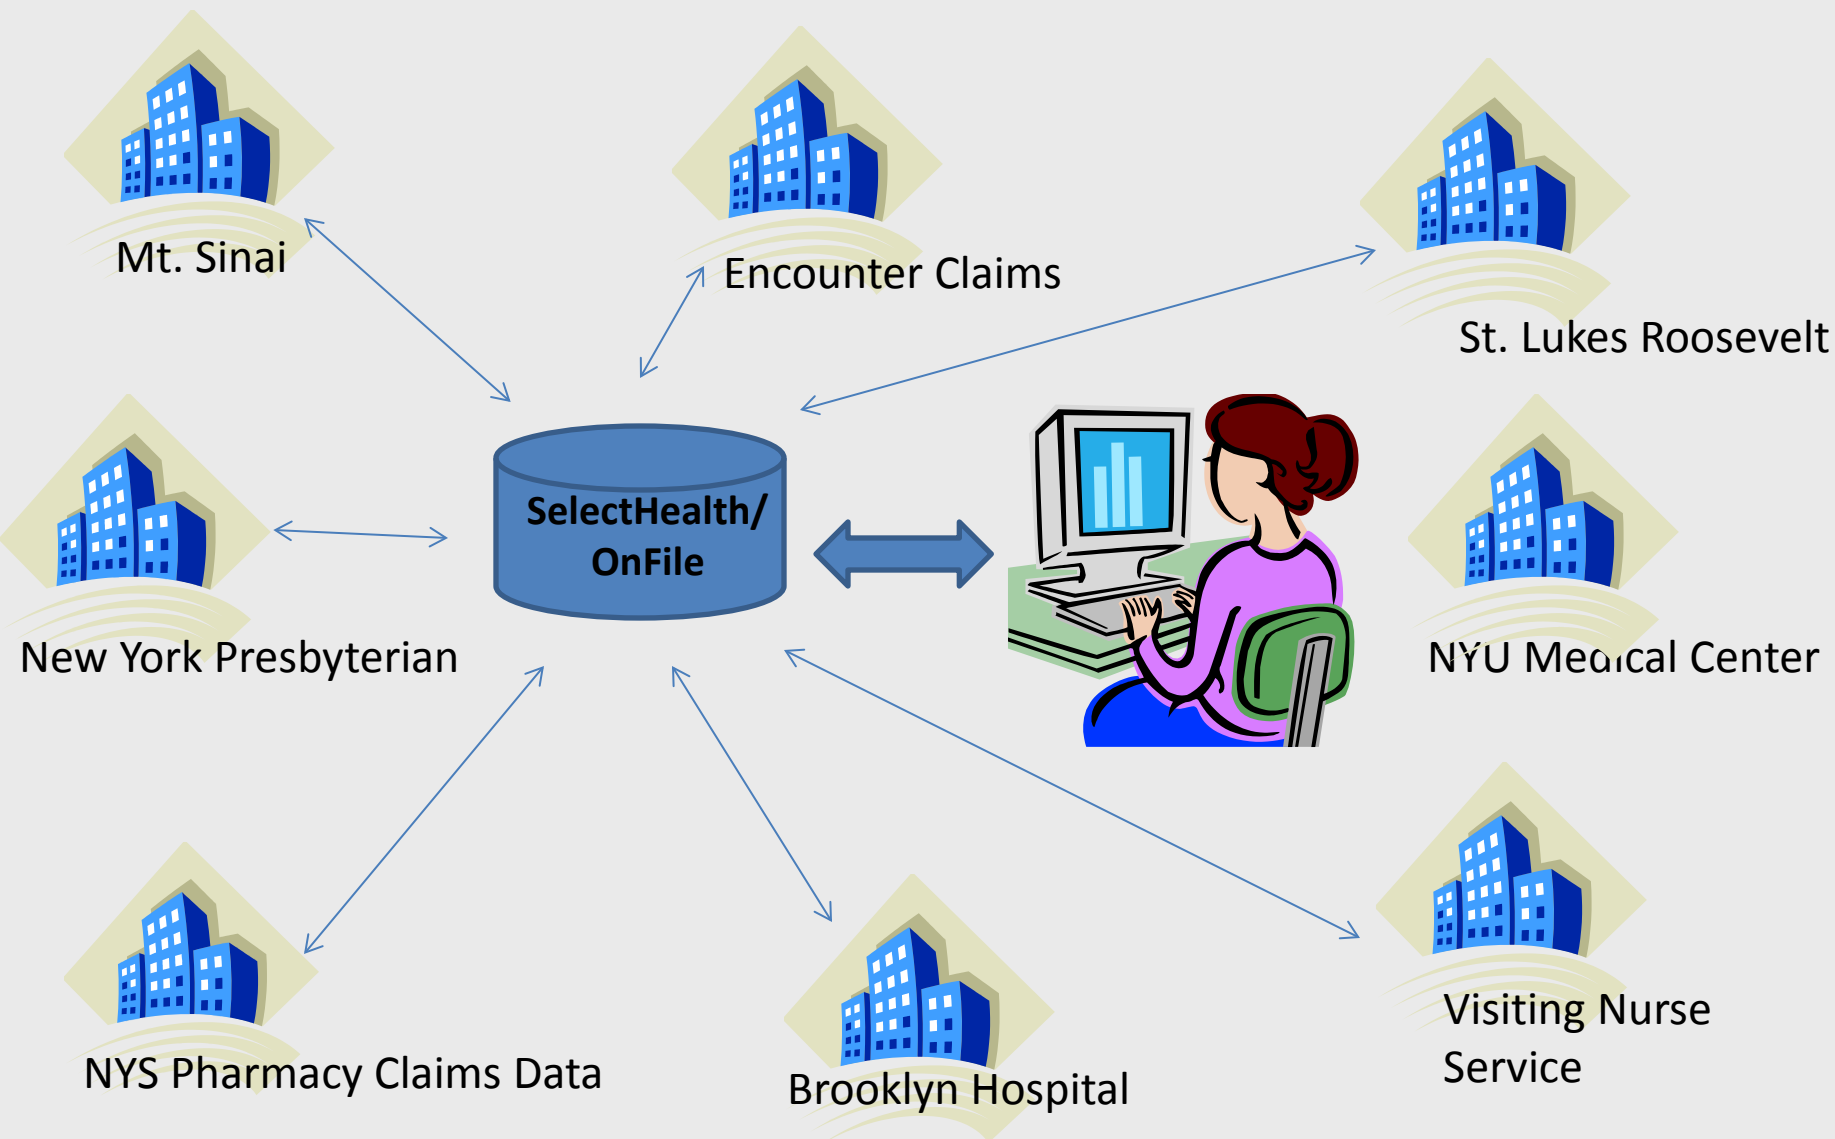 Mt. Sinai
Encounter Claims
St. Lukes Roosevelt
SelectHealth/
OnFile
New York Presbyterian
NYU Medical Center
NYS Pharmacy Claims Data
Brooklyn Hospital
Visiting Nurse
Service